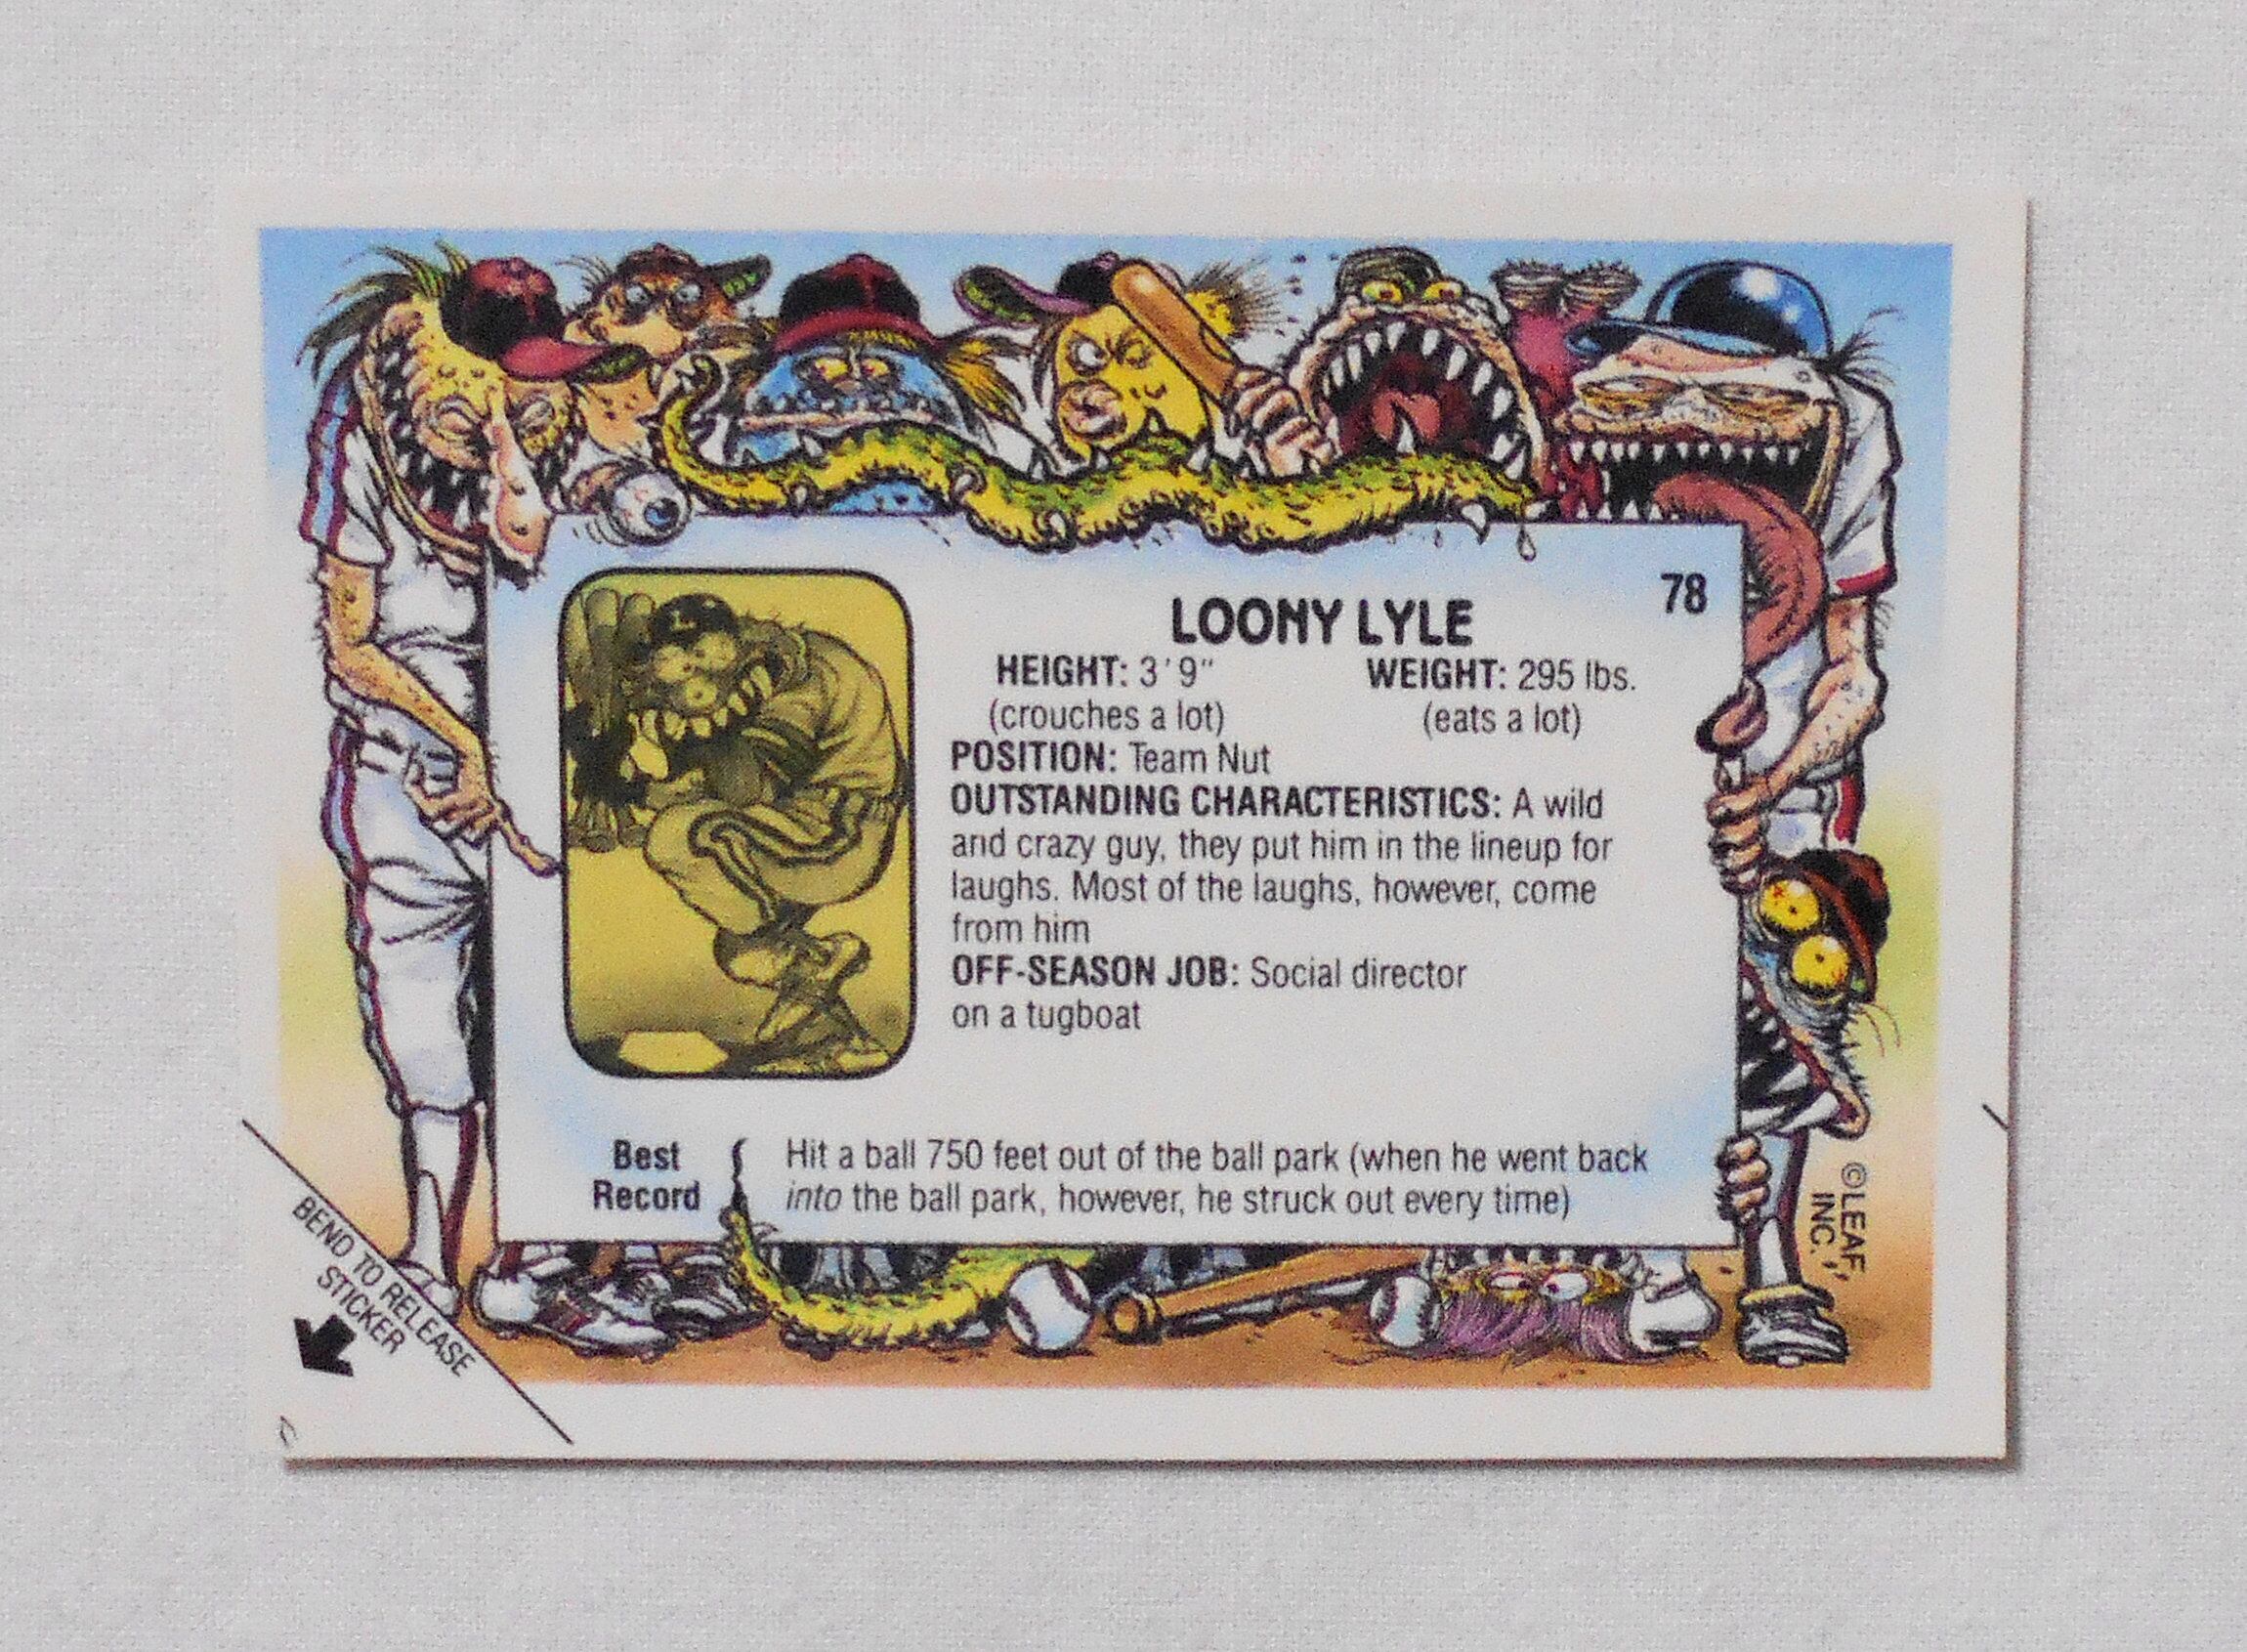 78
LOONY LYLE
HEIGHT: 3'9" WEIGHT: 295 lbs.
(crouches a lot) (eats a lot)
POSITION: Team Nut
OUTSTANDING CHARACTERISTICS: A wild
and crazy guy, they put him in the lineup for
laughs. Most of the laughs, however, come
from him
OFF-SEASON JOB: Social director
on a tugboat
Best
Record
Hit a ball 750 feet out of the ball park (when he went back
into the ball park, however, he struck out every time)
©LEAF,
INC.
BEND TO RELEASE
STICKER
L
T
T